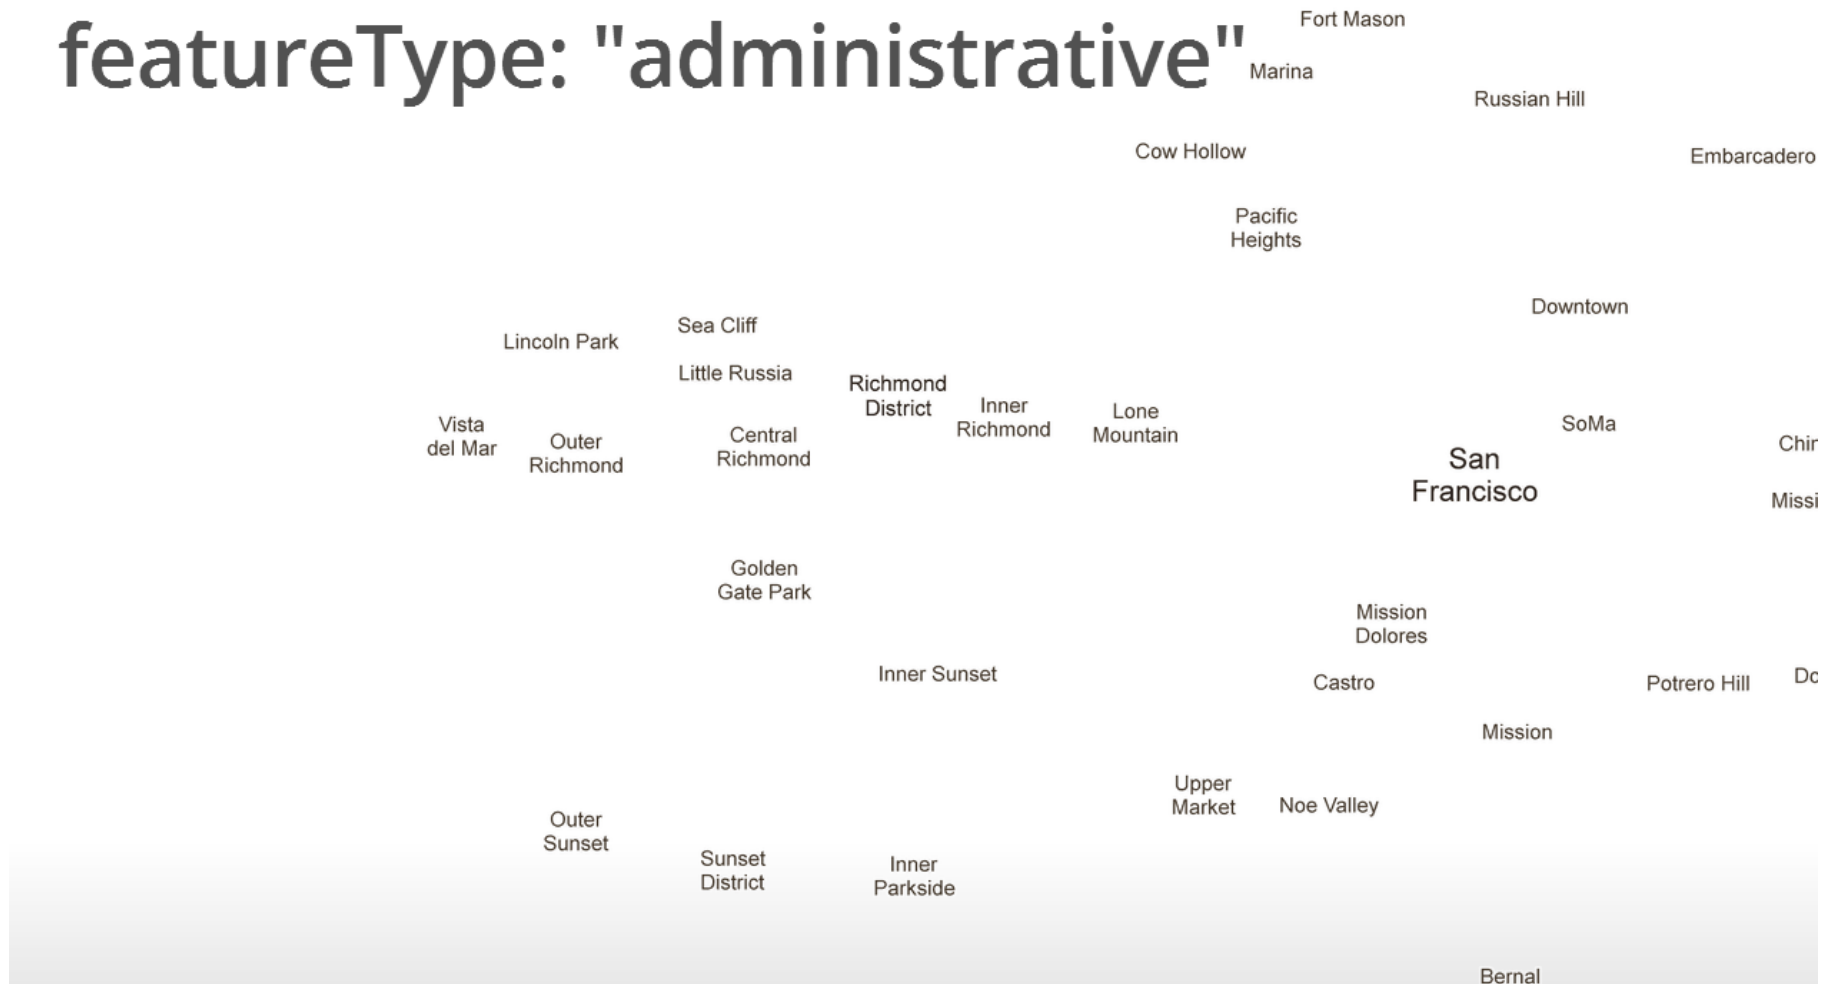 featureType: "administrative"
Fort Mason
Marina
Russian Hill
Cow Hollow
Embarcadero
Pacific
Heights
Downtown
Sea Cliff
Lincoln Park
Little Russia
Richmond
District
Inner
Richmond
Lone
Mountain
Vista
del Mar
Outer
Richmond
Central
Richmond
SoMa
Chin
San
Francisco
Missi
Golden
Gate Park
Mission
Dolores
Inner Sunset
Castro
Potrero Hill
Do
Mission
Upper
Market
Noe Valley
Outer
Sunset
Sunset
District
Inner
Parkside
Bernal